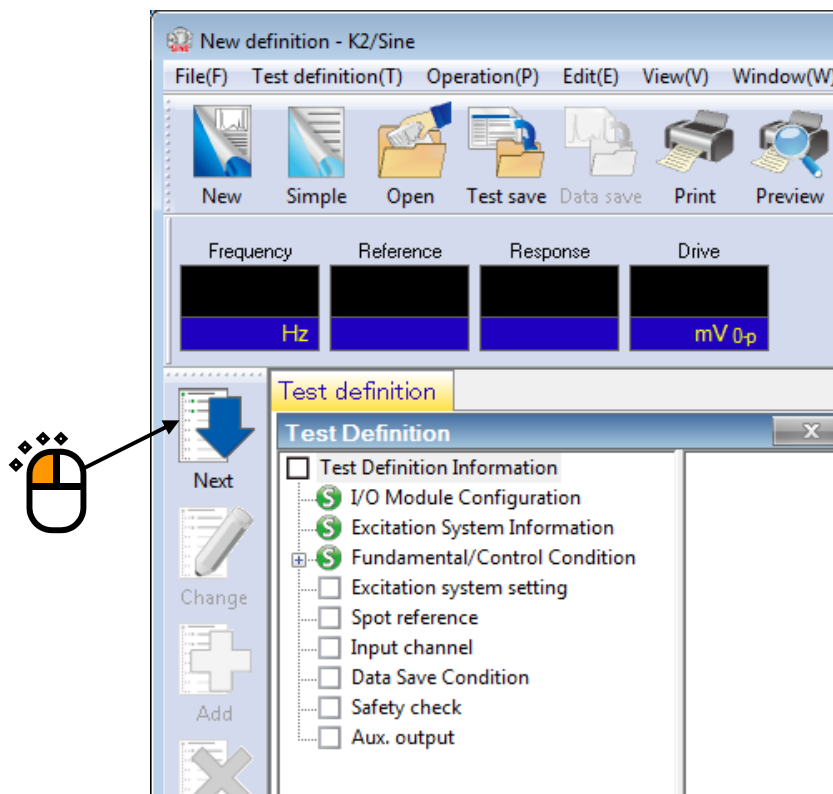 New definition - K2/Sine
File(F) Test definition(T) Operation(P) Edit(E) View(V) Window(W)
New Simple Open Test save Data save Print Preview
Frequency Reference Response Drive
Hz mV 0-p
Test definition
Test Definition
Next
Change
Add
Test Definition Information
S I/O Module Configuration
S Excitation System Information
S Fundamental/Control Condition
Excitation system setting
Spot reference
Input channel
Data Save Condition
Safety check
Aux. output